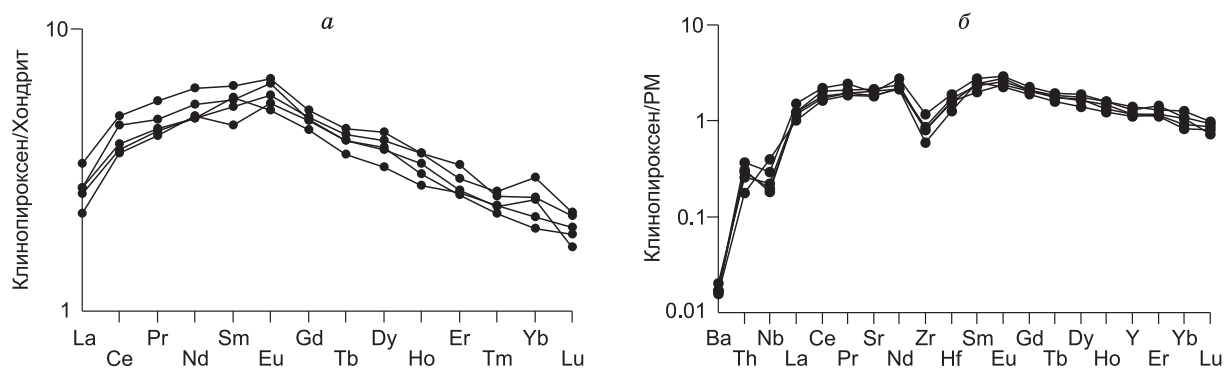 а
Клинопироксен/Хондрит
10
1
La Ce Pr Nd Sm Eu Gd Tb Dy Ho Er Tm Yb Lu
б
Клинопироксен/PM
10
1
0.1
0.01
Ba Th Nb La Ce Pr Sr Nd Zr Hf Sm Eu Gd Tb Dy Ho Y Er Yb Lu